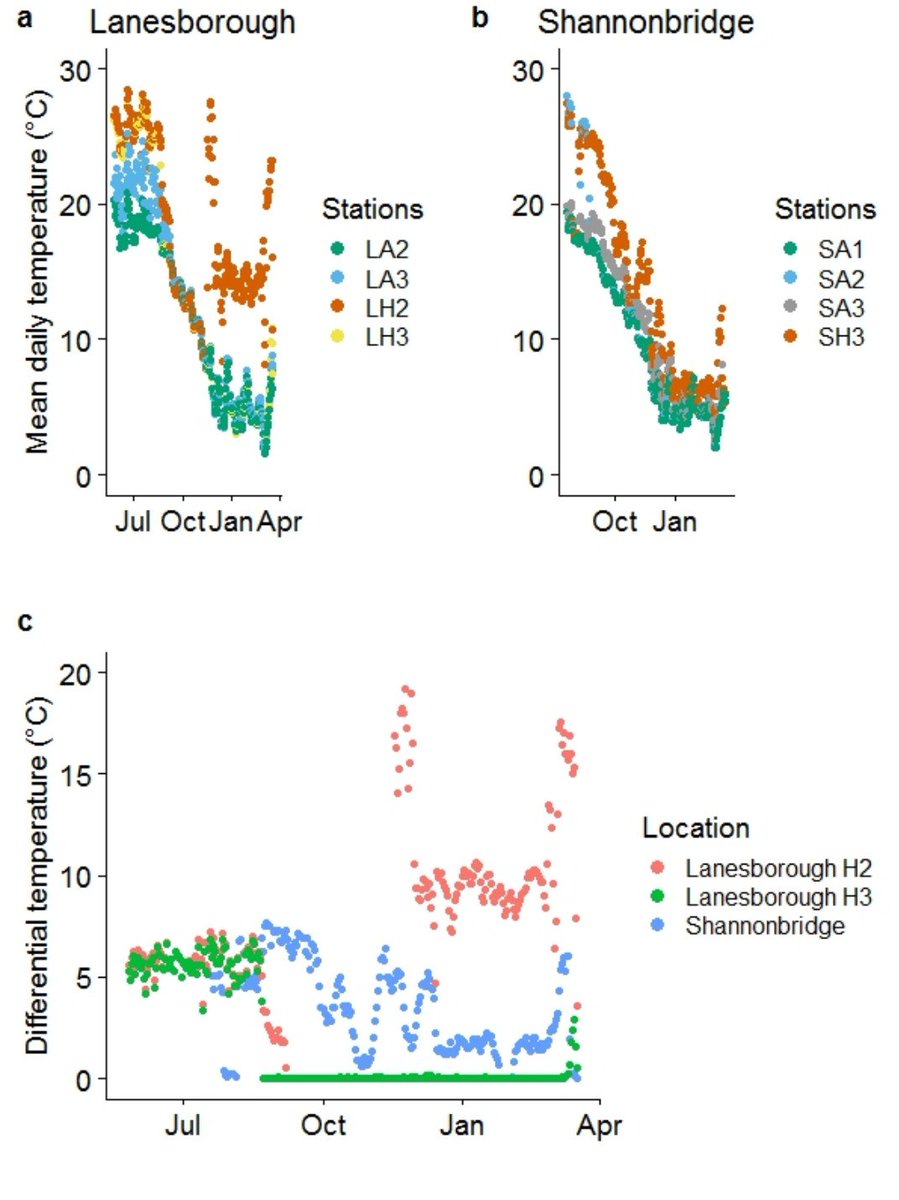 a Lanesborough
b Shannonbridge
Mean daily temperature (°C)
30
20
10
0
Jul Oct Jan Apr
Stations
LA2
LA3
LH2
LH3
30
20
10
0
Oct Jan
Stations
SA1
SA2
SA3
SH3
c
Differential temperature (°C)
20
15
10
5
0
Jul Oct Jan Apr
Location
Lanesborough H2
Lanesborough H3
Shannonbridge